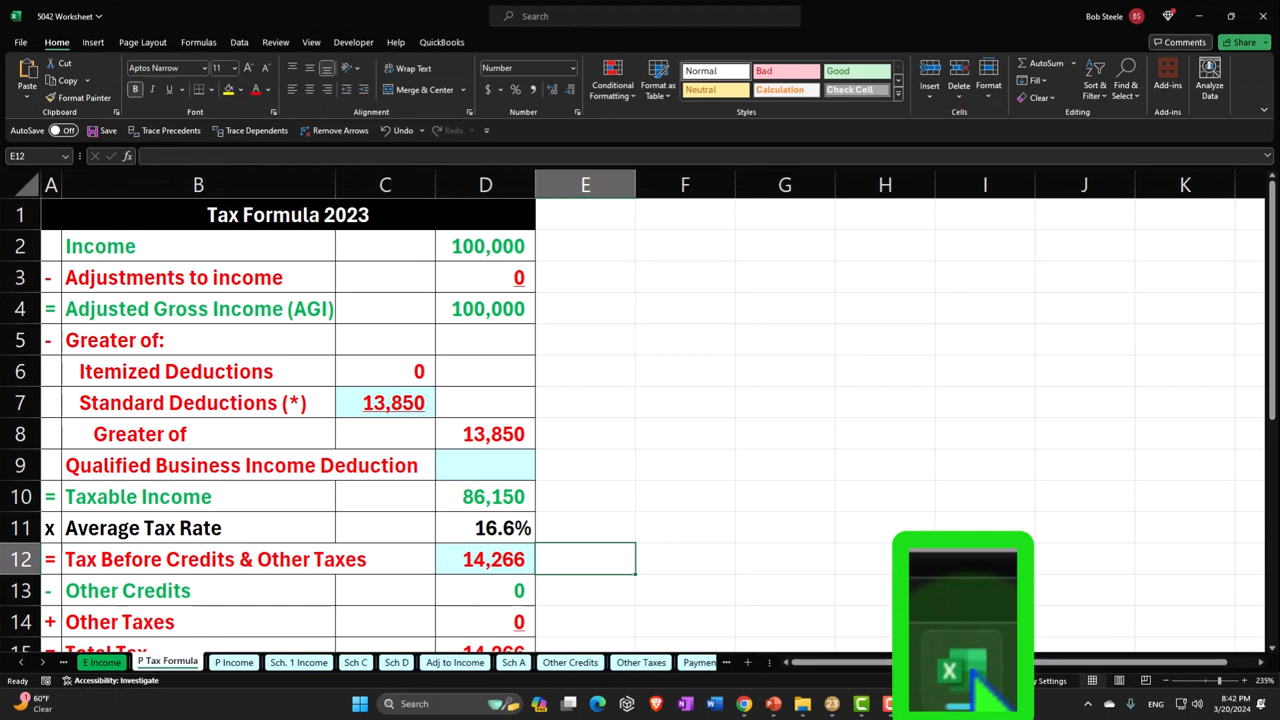 5042 Worksheet
Search
Bob Steele BS
File Home Insert Page Layout Formulas Data Review View Developer Help QuickBooks Comments Share
Paste Cut Copy Format Painter Clipboard
Aptos Narrow 11 B I U A Font
Wrap Text Merge & Center Alignment
Number $ % Number
Conditional Formatting Format as Table
Normal Bad Good
Neutral Calculation Check Cell Styles
Insert Delete Format Cells
AutoSum Fill Clear Sort & Filter Find & Select Editing
Add-ins Add-ins
Analyze Data
AutoSave Off Save Trace Precedents Trace Dependents Remove Arrows Undo Redo
E12 fx
A B C D E F G H I J K
1 Tax Formula 2023
2 Income 100,000
3 - Adjustments to income 0
4 = Adjusted Gross Income (AGI) 100,000
5 - Greater of:
6 Itemized Deductions 0
7 Standard Deductions (*) 13,850
8 Greater of 13,850
9 Qualified Business Income Deduction
10 = Taxable Income 86,150
11 x Average Tax Rate 16.6%
12 = Tax Before Credits & Other Taxes 14,266
13 - Other Credits 0
14 + Other Taxes 0
15 = Total Tax 14,266
E Income P Tax Formula P Income Sch. 1 Income Sch C Sch D Adj to Income Sch A Other Credits Other Taxes Paymen
Ready Accessibility: Investigate y Settings 235%
60°F
Clear
Search
8:42 PM
3/20/2024